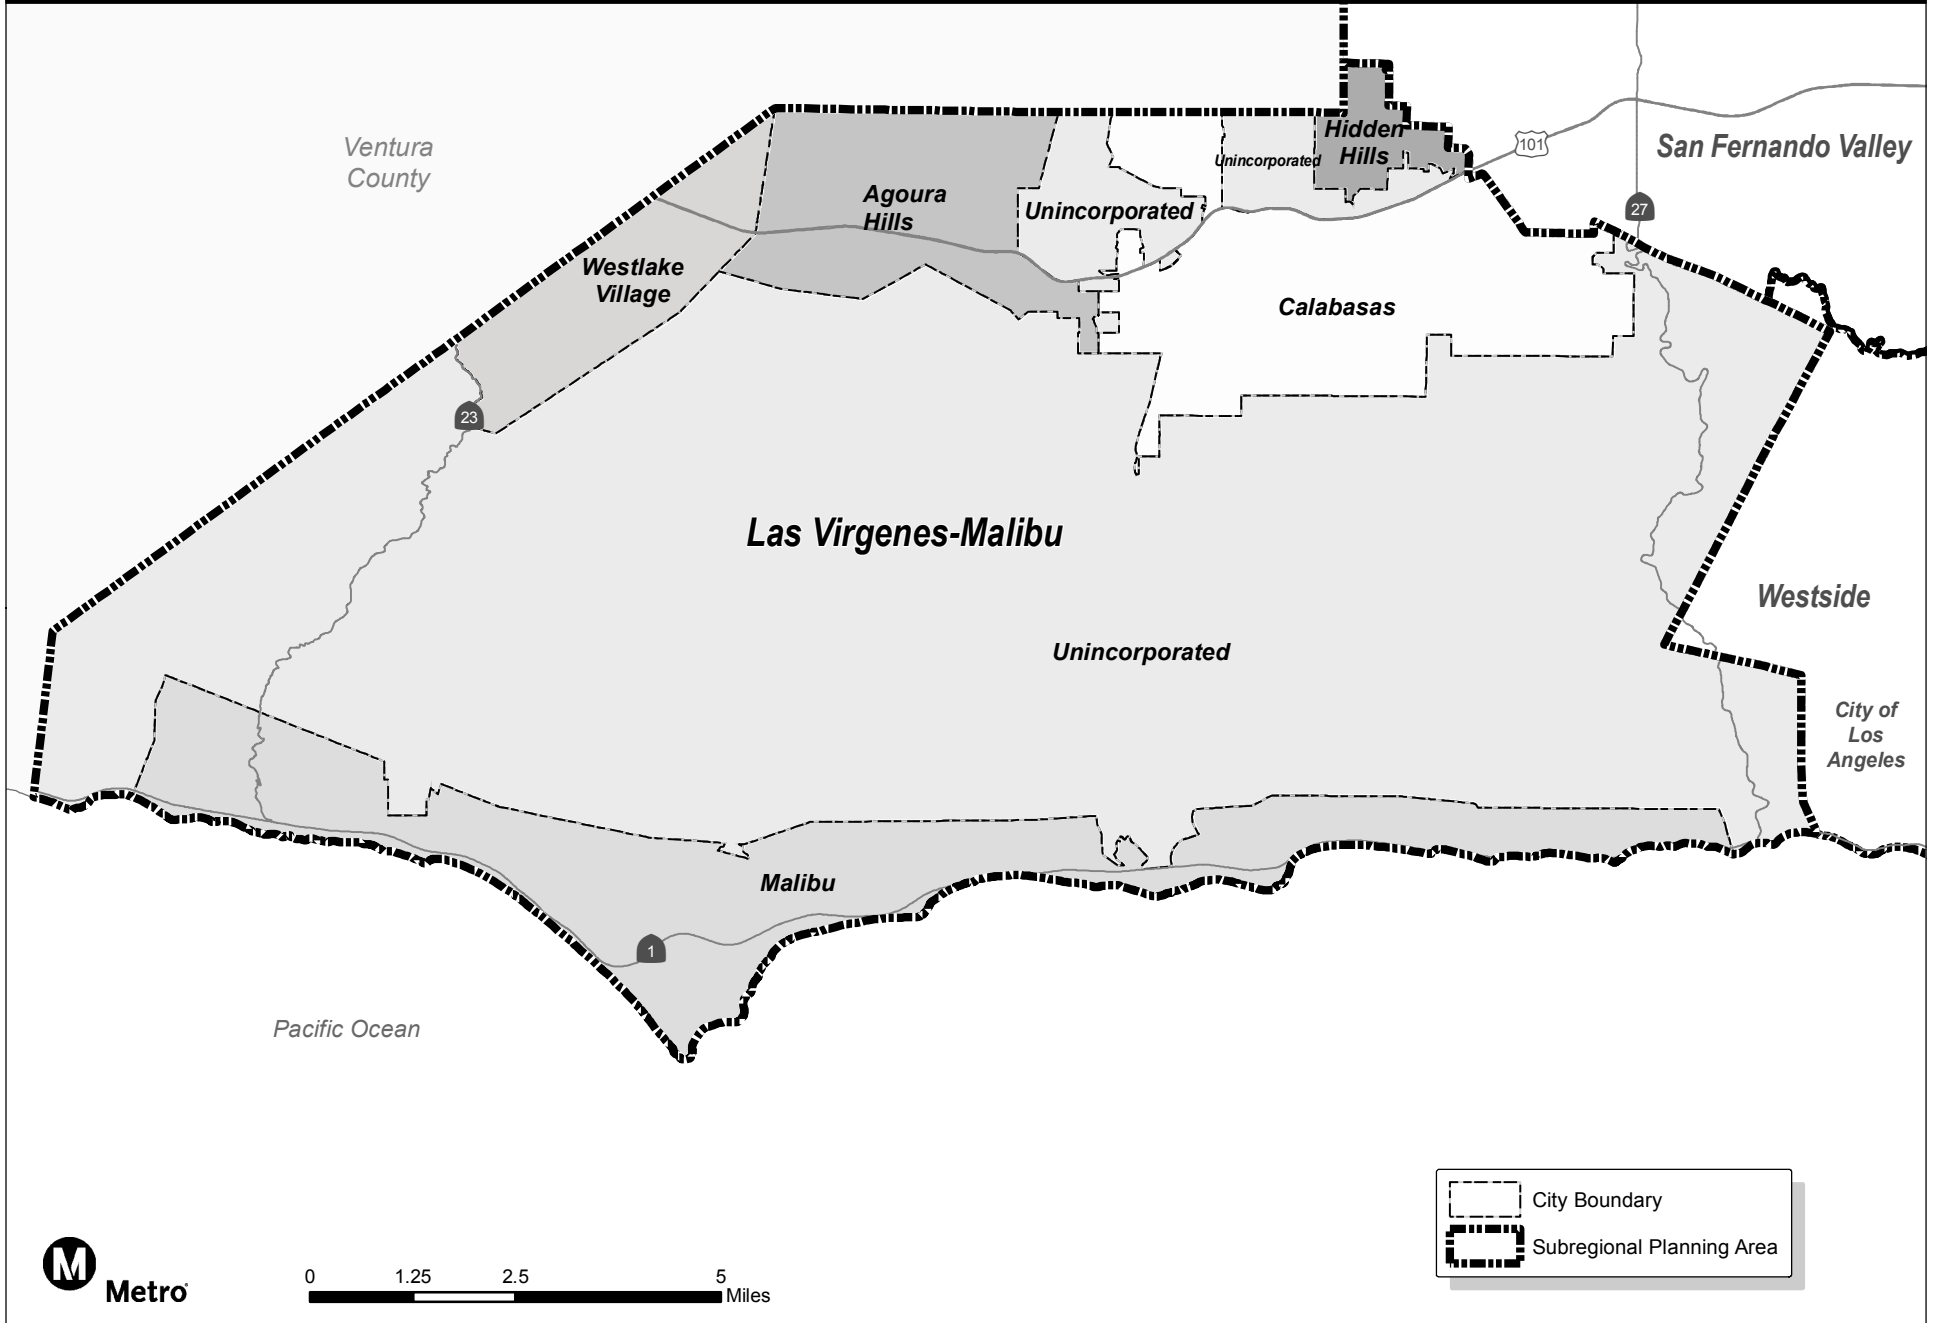 Ventura
County
Hidden
Hills
Unincorporated
101
San Fernando Valley
Agoura
Hills
Unincorporated
27
Westlake
Village
Calabasas
23
Las Virgenes-Malibu
Westside
Unincorporated
City of
Los
Angeles
Malibu
1
Pacific Ocean
City Boundary
Subregional Planning Area
M
Metro
0 1.25 2.5 5
Miles